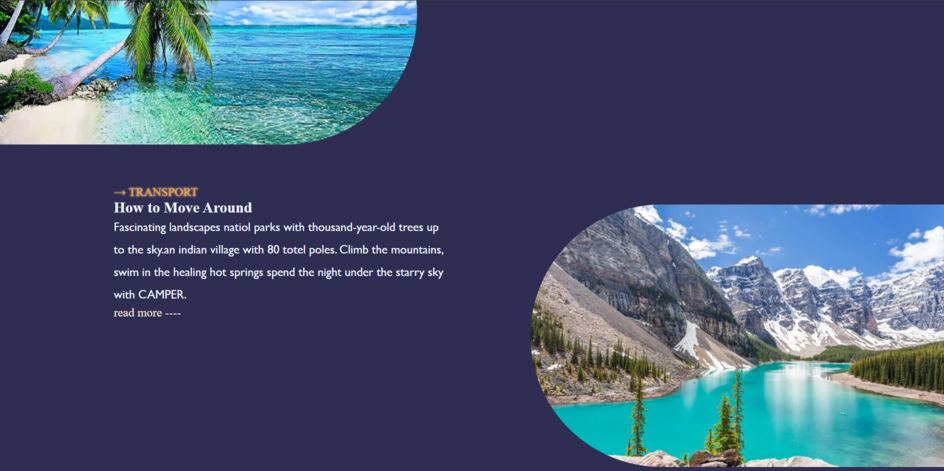 → TRANSPORT
How to Move Around
Fascinating landscapes natiol parks with thousand-year-old trees up
to the sky.an indian village with 80 totel poles. Climb the mountains,
swim in the healing hot springs spend the night under the starry sky
with CAMPER.
read more ----